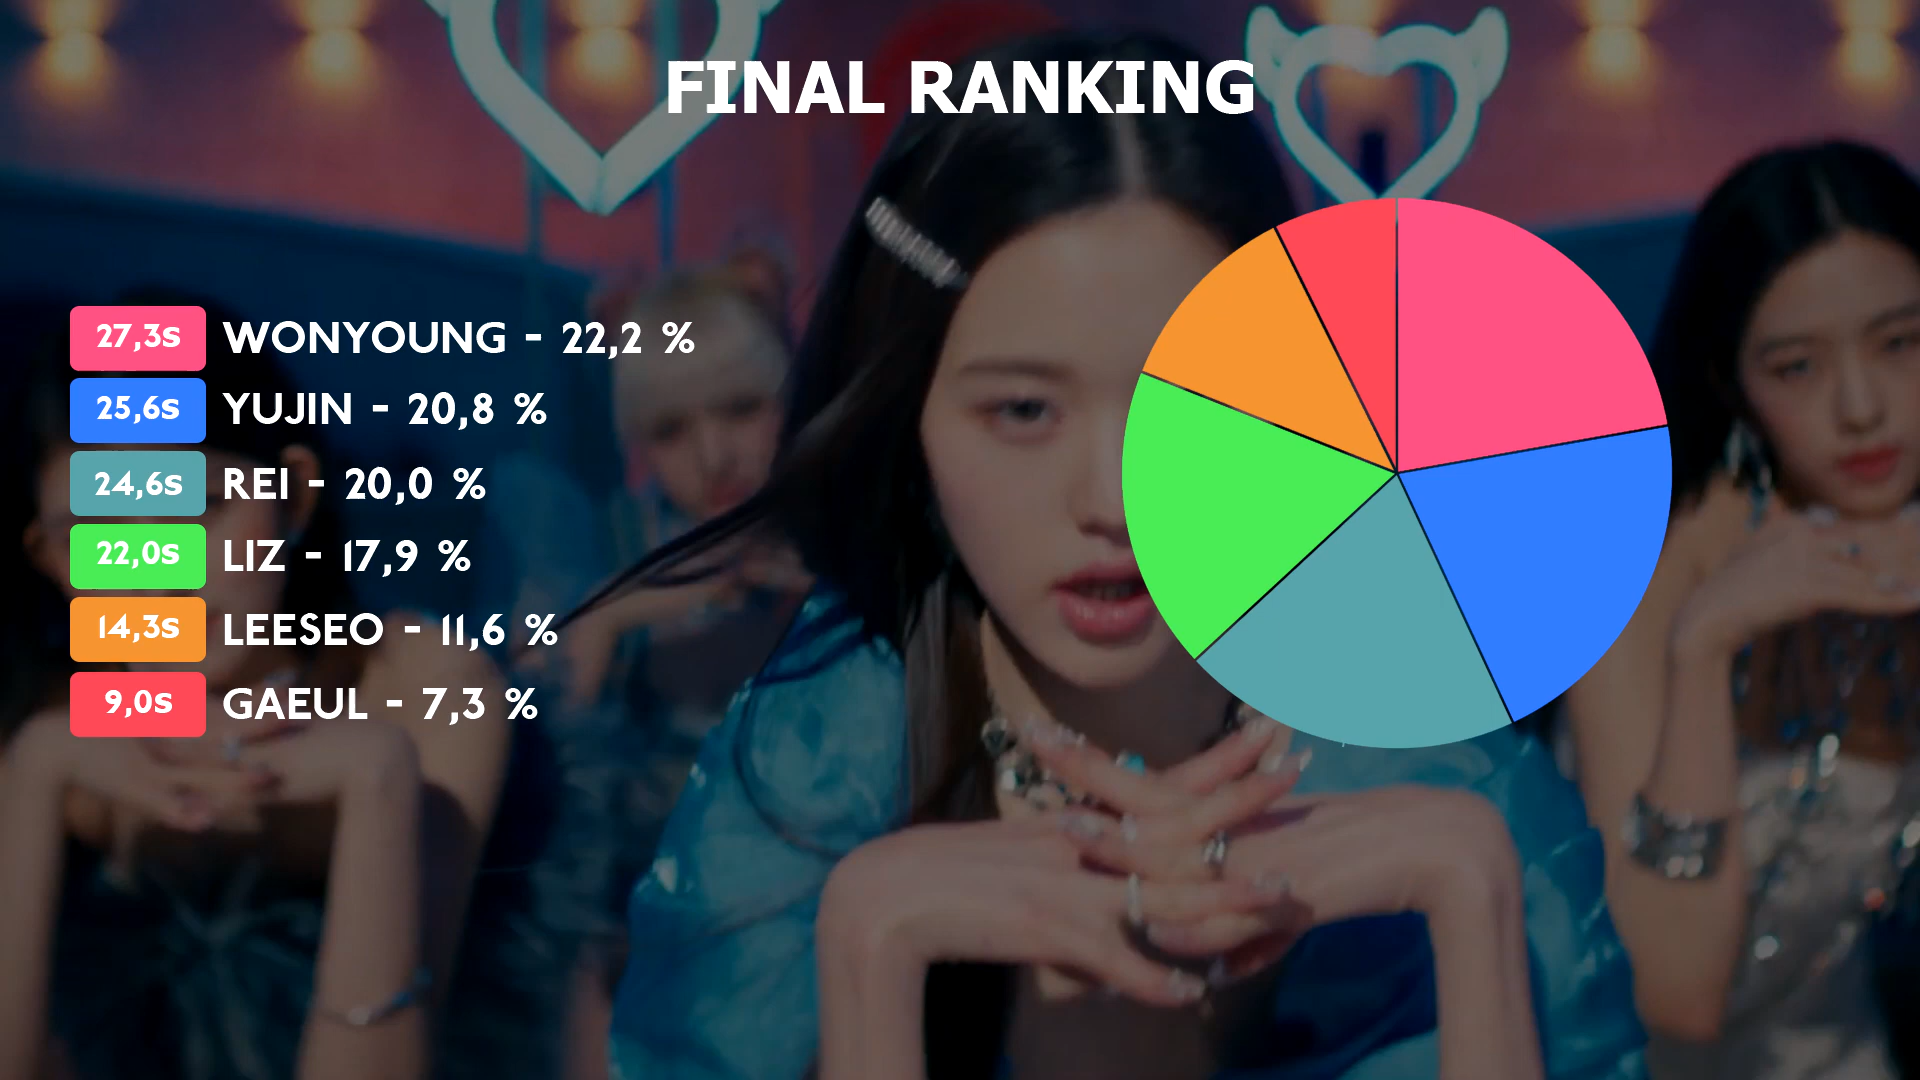 FINAL RANKING
27,3s WONYOUNG - 22,2 %
25,6s YUJIN - 20,8 %
24,6s REI - 20,0 %
22,0s LIZ - 17,9 %
14,3s LEESEO - 11,6 %
9,0s GAEUL - 7,3 %